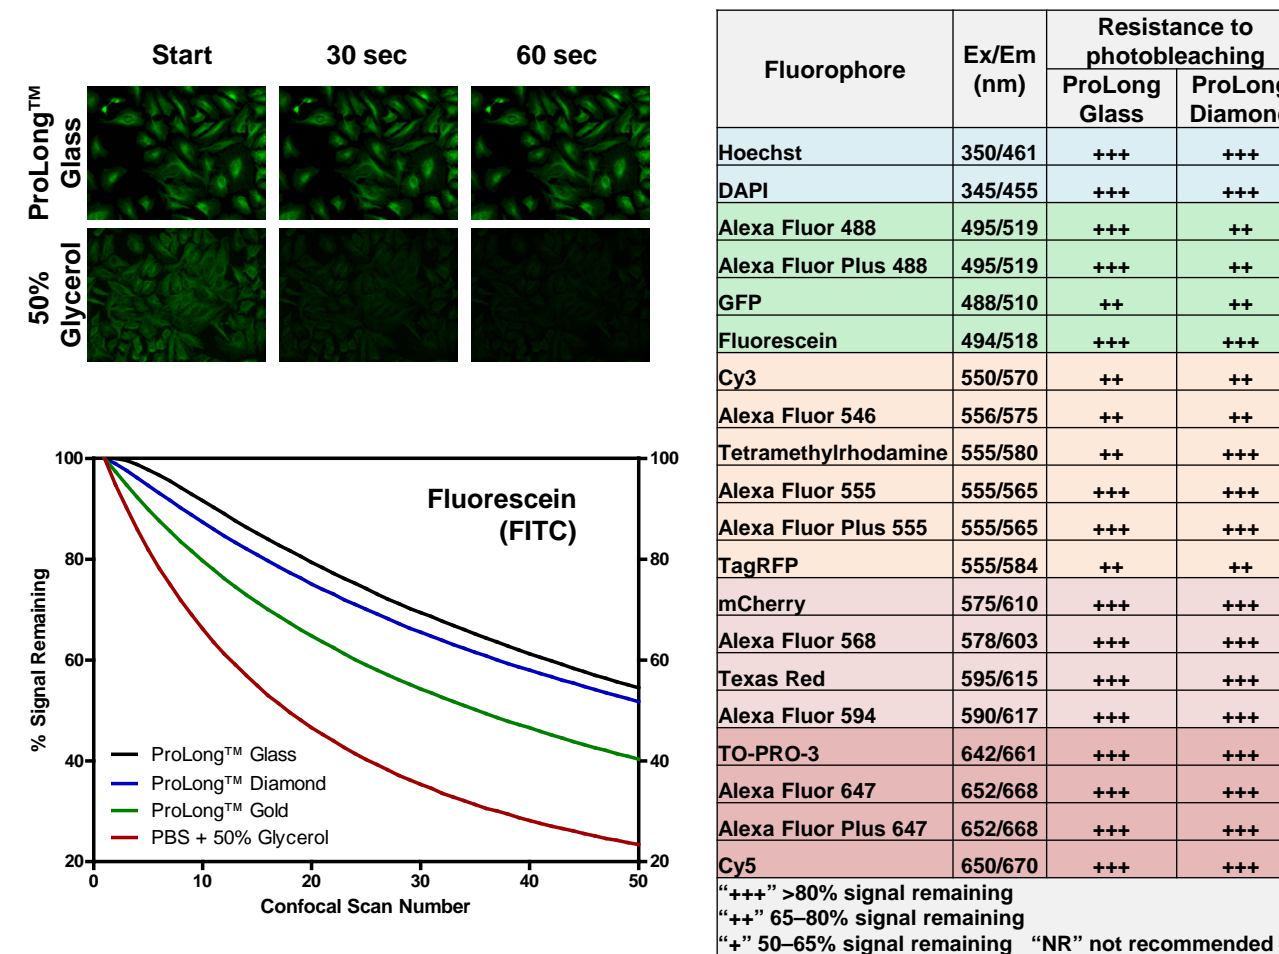 Start 30 sec 60 sec
ProLong™
Glass
50%
Glycerol
100
80
60
40
20
100
80
60
40
20
0 10 20 30 40 50
% Signal Remaining
Confocal Scan Number
Fluorescein
(FITC)
ProLong™ Glass
ProLong™ Diamond
ProLong™ Gold
PBS + 50% Glycerol
Fluorophore
Ex/Em
(nm)
Resistance to
photobleaching
ProLong
Glass
ProLong
Diamond
Hoechst 350/461 +++ +++
DAPI 345/455 +++ +++
Alexa Fluor 488 495/519 +++ ++
Alexa Fluor Plus 488 495/519 +++ ++
GFP 488/510 ++ ++
Fluorescein 494/518 +++ +++
Cy3 550/570 ++ ++
Alexa Fluor 546 556/575 ++ ++
Tetramethylrhodamine 555/580 ++ +++
Alexa Fluor 555 555/565 +++ +++
Alexa Fluor Plus 555 555/565 +++ +++
TagRFP 555/584 ++ ++
mCherry 575/610 +++ +++
Alexa Fluor 568 578/603 +++ +++
Texas Red 595/615 +++ +++
Alexa Fluor 594 590/617 +++ +++
TO-PRO-3 642/661 +++ +++
Alexa Fluor 647 652/668 +++ +++
Alexa Fluor Plus 647 652/668 +++ +++
Cy5 650/670 +++ +++
“+++” >80% signal remaining
“++” 65–80% signal remaining
“+” 50–65% signal remaining “NR” not recommended